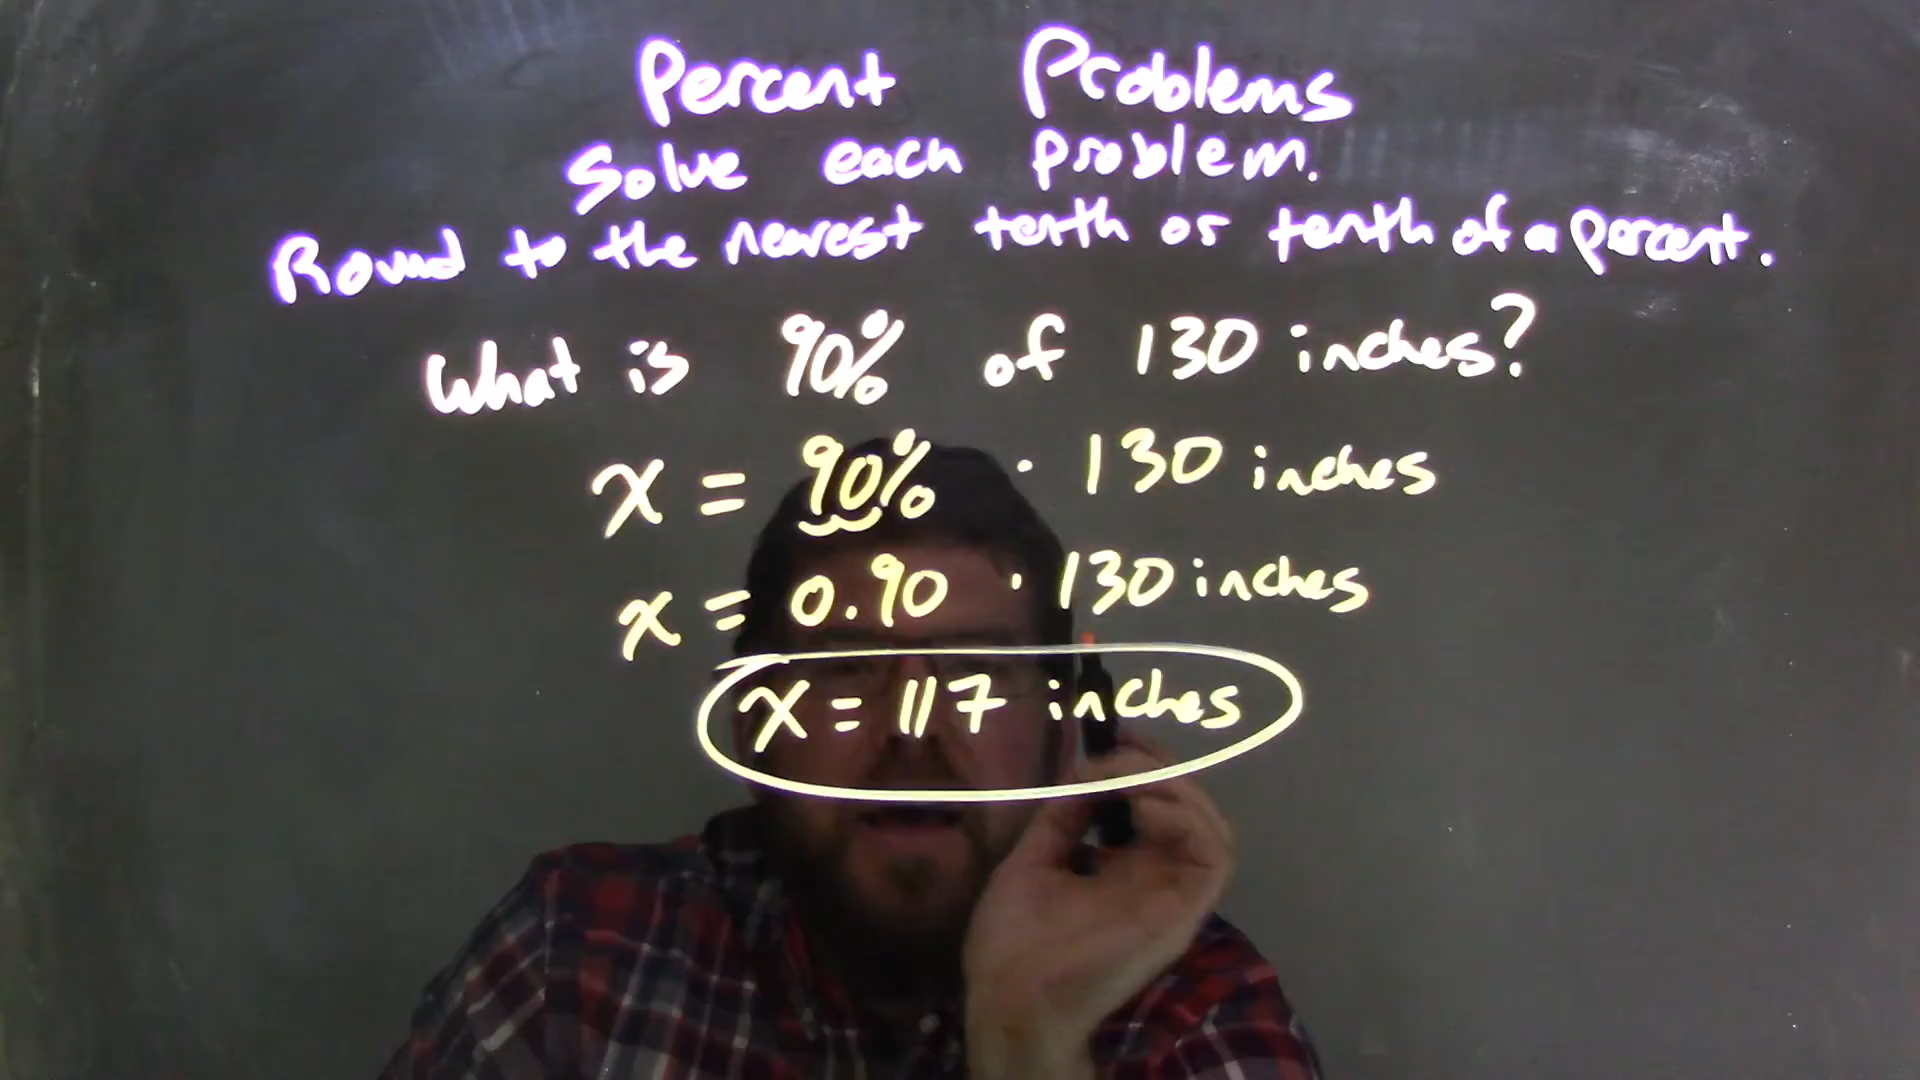 Percent Problems
Solve each problem.
Round to the nearest tenth or tenth of a percent.
What is 90% of 130 inches?
x = 90% · 130 inches
x = 0.90 · 130 inches
x = 117 inches